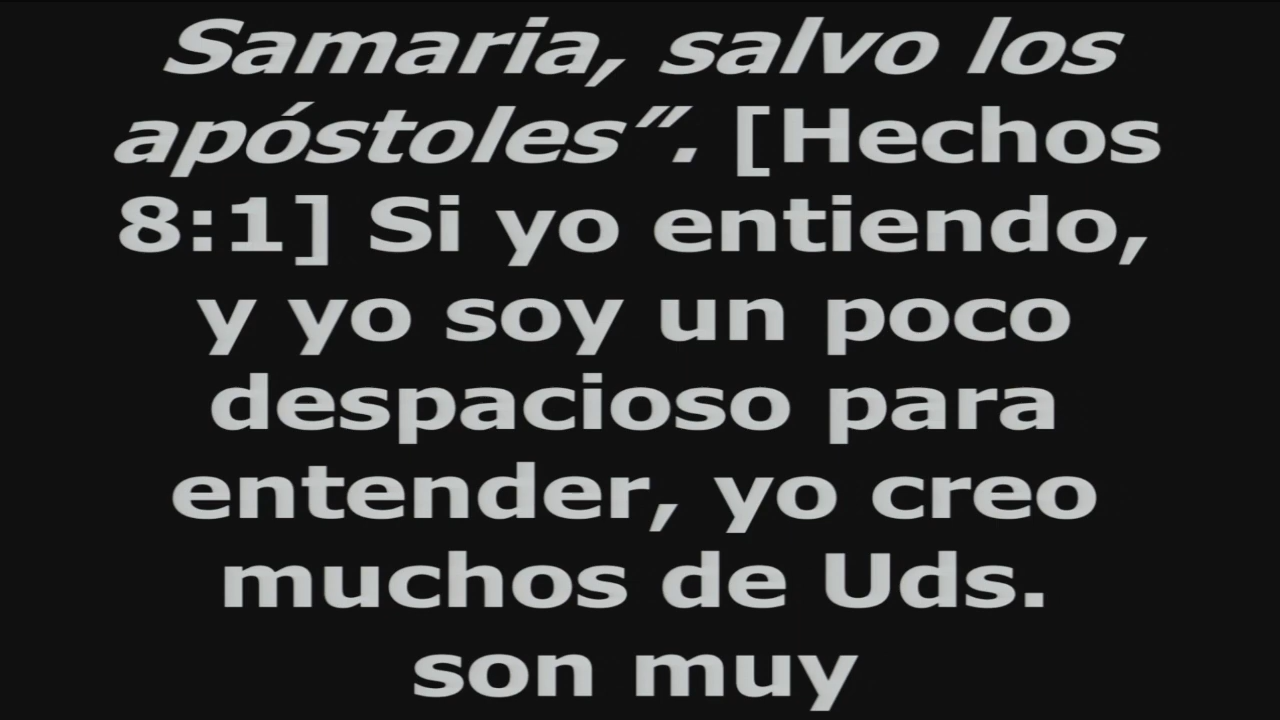 Samaria, salvo los
apóstoles”. [Hechos
8:1] Si yo entiendo,
y yo soy un poco
despacioso para
entender, yo creo
muchos de Uds.
son muy